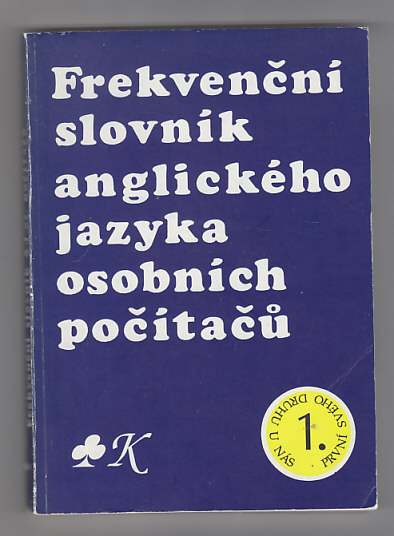 Frekvenční
slovník
anglického
jazyka
osobních
počítačů
K
1.
PRVNÍ SVÉHO DRUHU U NÁS